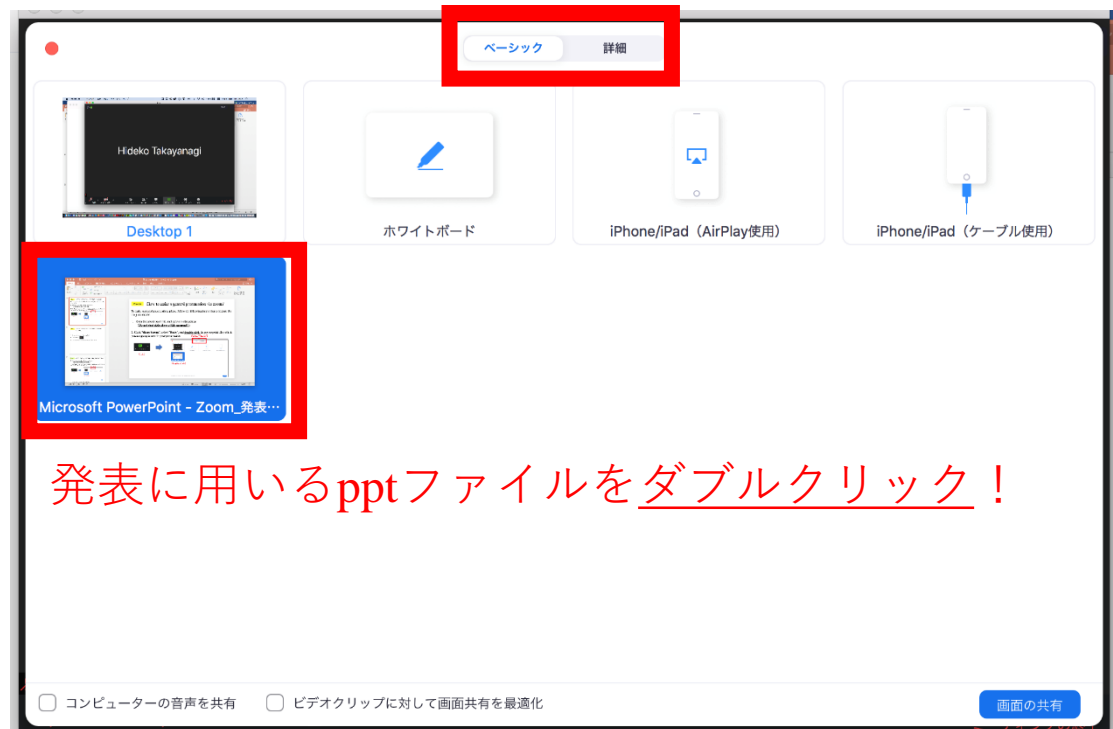 ベーシック 詳細
Hideko Takayanagi
Desktop 1
ホワイトボード
iPhone/iPad（AirPlay使用）
iPhone/iPad（ケーブル使用）
Microsoft PowerPoint - Zoom_発表…
発表に用いるpptファイルをダブルクリック！
コンピューターの音声を共有
ビデオクリップに対して画面共有を最適化
画面の共有